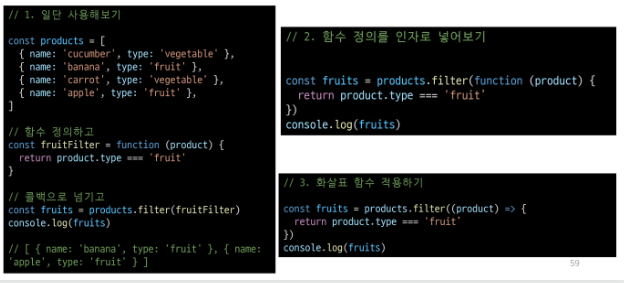 // 1. 일단 사용해보기
const products = [
{ name: 'cucumber', type: 'vegetable' },
{ name: 'banana', type: 'fruit' },
{ name: 'carrot', type: 'vegetable' },
{ name: 'apple', type: 'fruit' },
]
// 함수 정의하고
const fruitFilter = function (product) {
return product.type === 'fruit'
}
// 콜백으로 넘기고
const fruits = products.filter(fruitFilter)
console.log(fruits)
// [ { name: 'banana', type: 'fruit' }, { name:
'apple', type: 'fruit' } ]
// 2. 함수 정의를 인자로 넣어보기
const fruits = products.filter(function (product) {
return product.type === 'fruit'
})
console.log(fruits)
// 3. 화살표 함수 적용하기
const fruits = products.filter((product) => {
return product.type === 'fruit'
})
console.log(fruits)
59